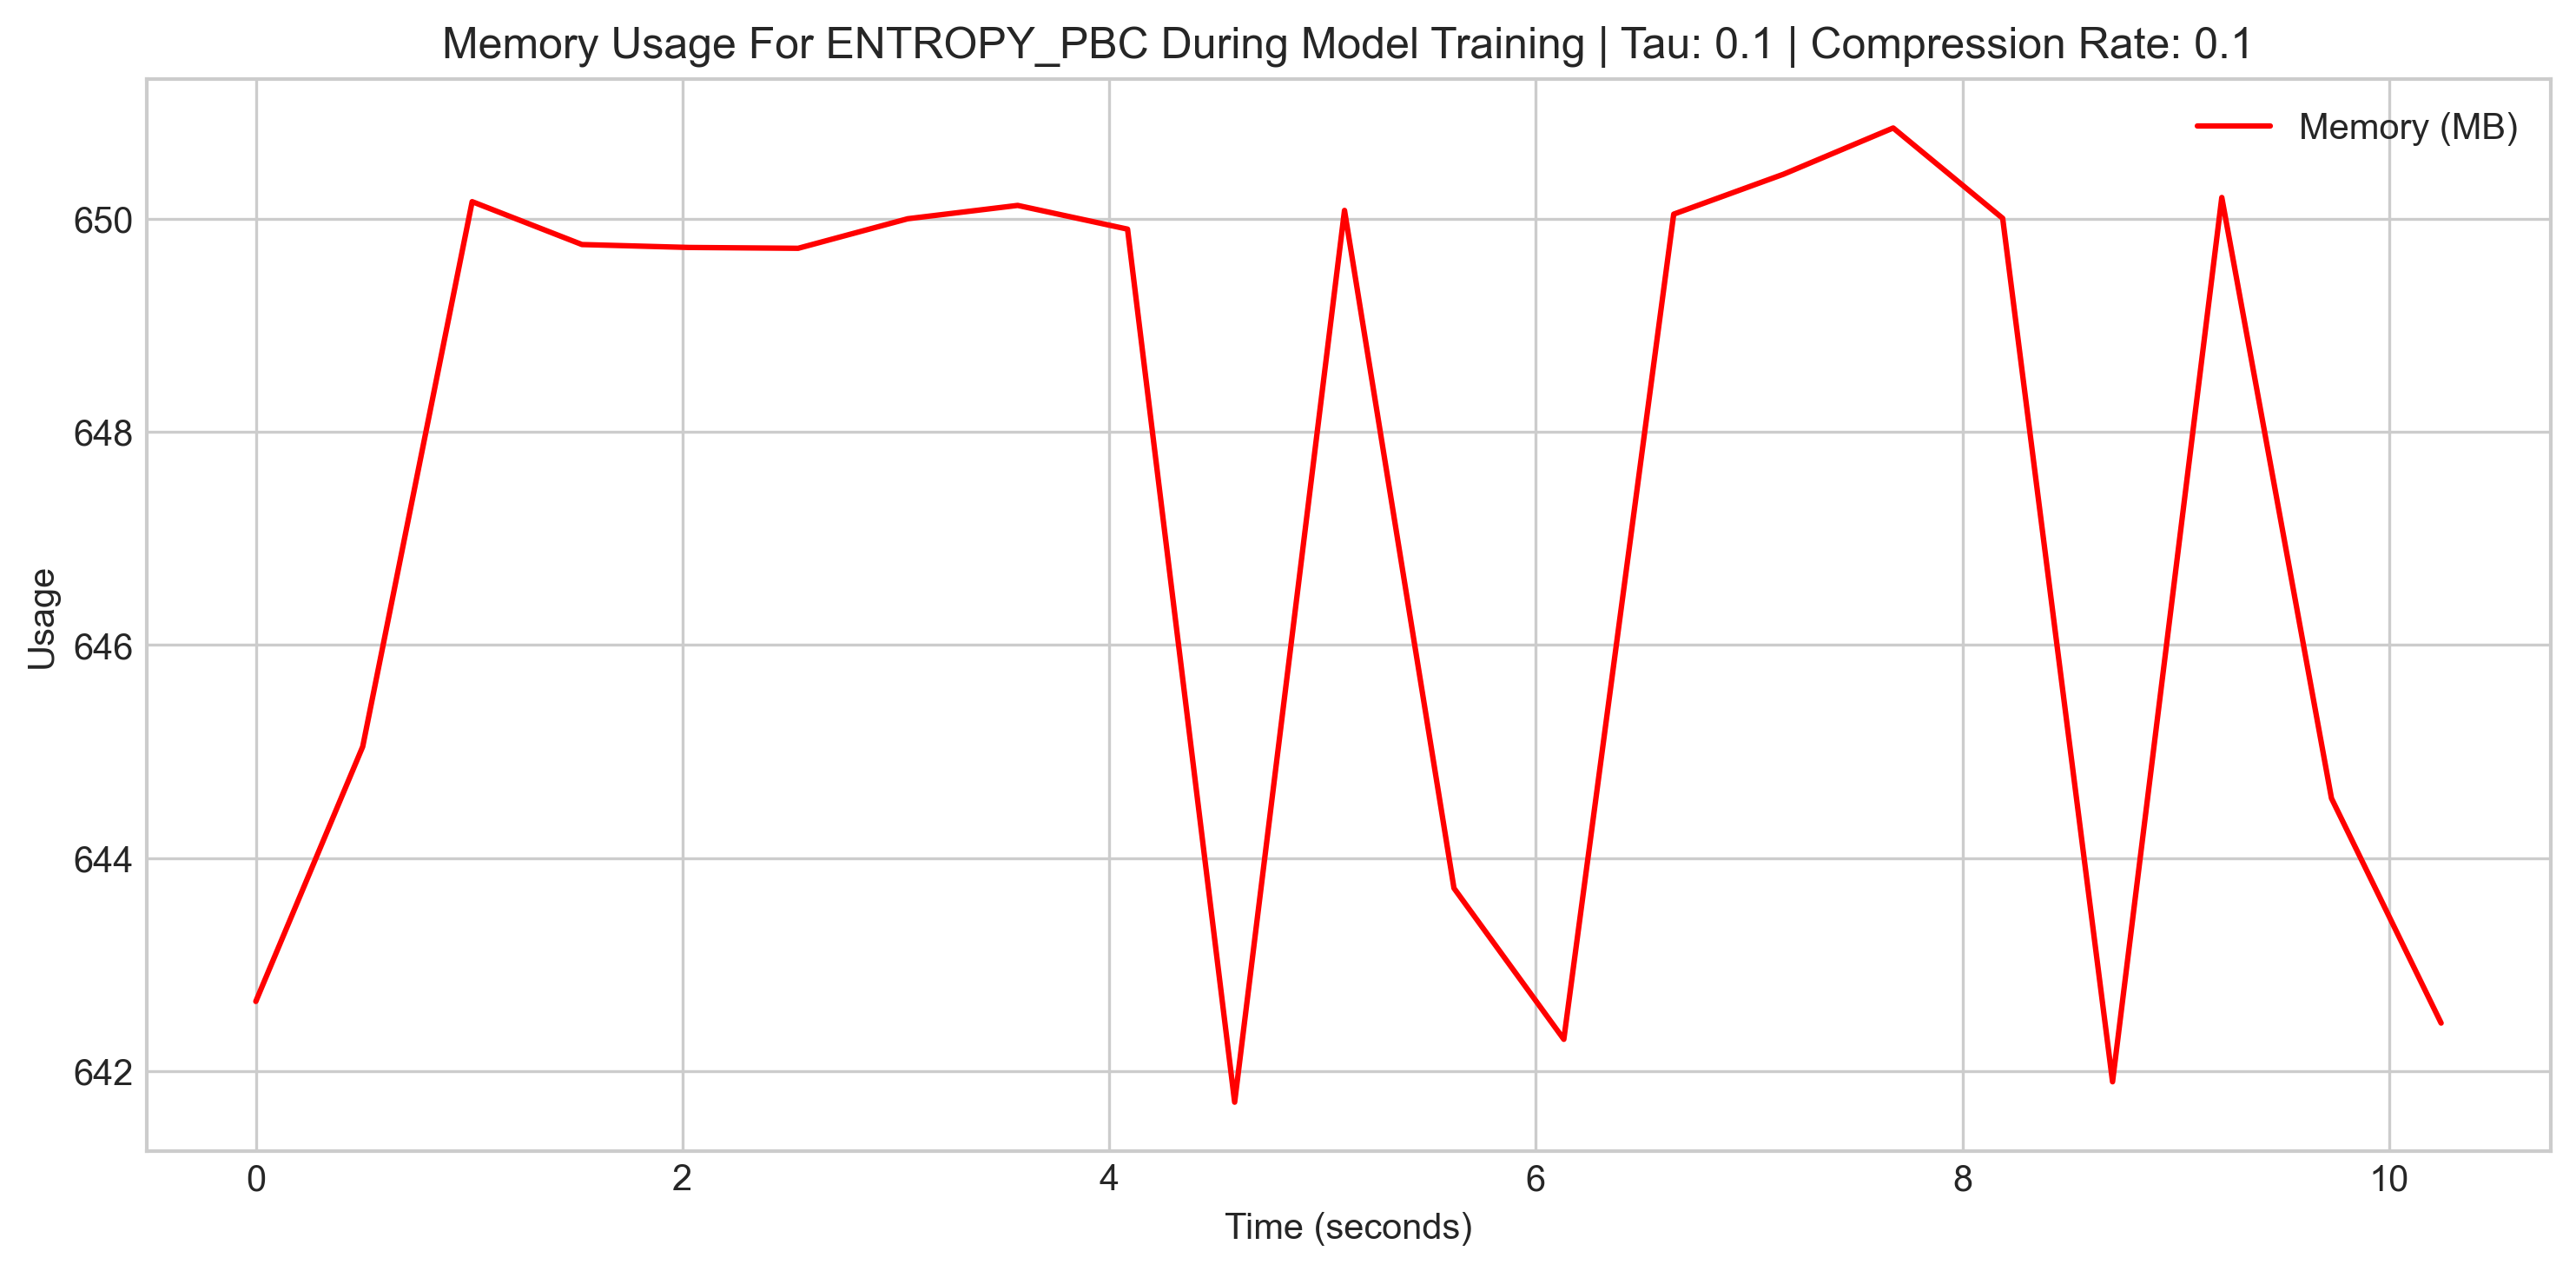 Memory Usage For ENTROPY_PBC During Model Training | Tau: 0.1 | Compression Rate: 0.1
Memory (MB)
650
648
646
644
642
Usage
0 2 4 6 8 10
Time (seconds)